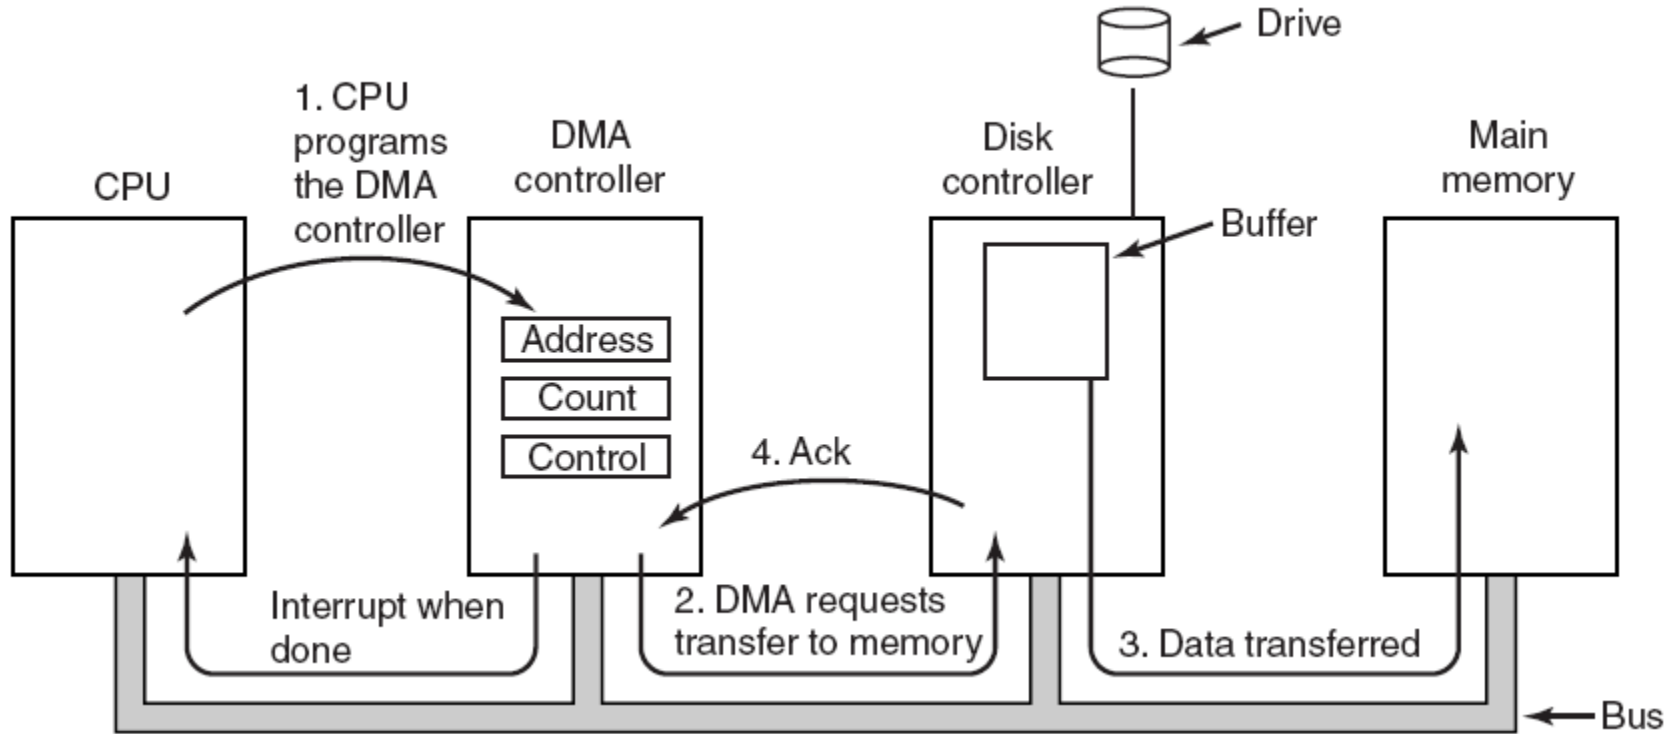 Drive
1. CPU
programs
the DMA
controller
CPU
DMA
controller
Disk
controller
Main
memory
Buffer
Address
Count
Control
4. Ack
Interrupt when
done
2. DMA requests
transfer to memory
3. Data transferred
Bus